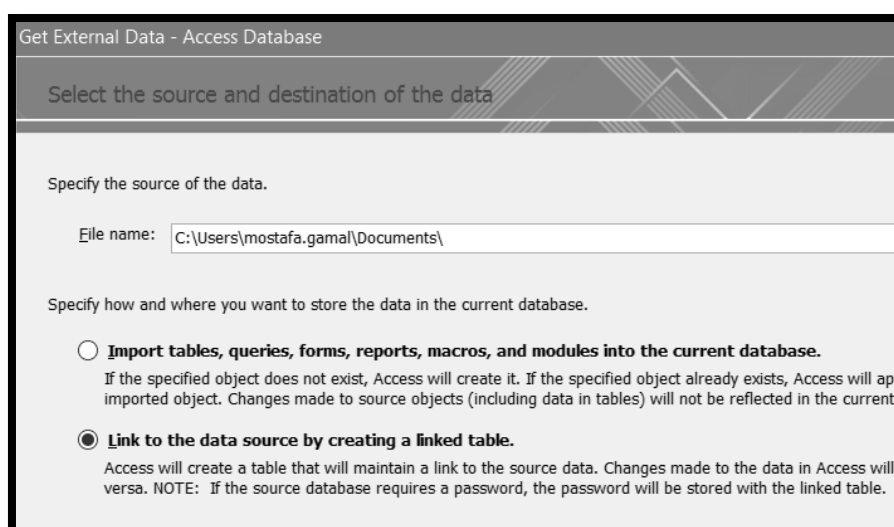 Get External Data - Access Database
Select the source and destination of the data
Specify the source of the data.
File name: C:\Users\mostafa.gamal\Documents\
Specify how and where you want to store the data in the current database.
Import tables, queries, forms, reports, macros, and modules into the current database.
If the specified object does not exist, Access will create it. If the specified object already exists, Access will ap
imported object. Changes made to source objects (including data in tables) will not be reflected in the current
Link to the data source by creating a linked table.
Access will create a table that will maintain a link to the source data. Changes made to the data in Access will
versa. NOTE: If the source database requires a password, the password will be stored with the linked table.